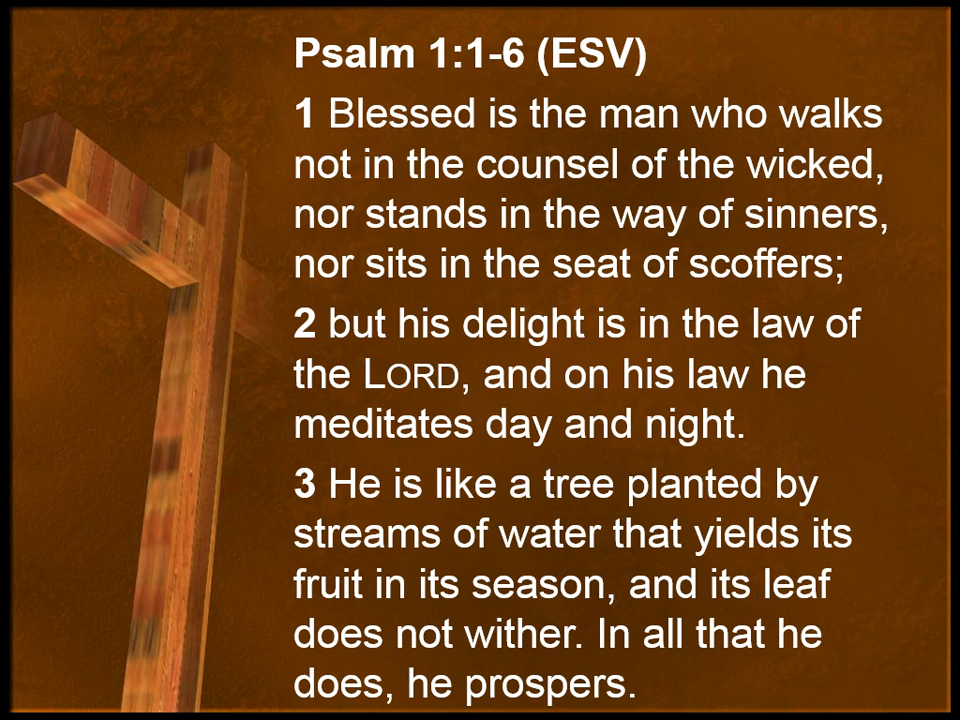 Psalm 1:1-6 (ESV)
1 Blessed is the man who walks
not in the counsel of the wicked,
nor stands in the way of sinners,
nor sits in the seat of scoffers;
2 but his delight is in the law of
the LORD, and on his law he
meditates day and night.
3 He is like a tree planted by
streams of water that yields its
fruit in its season, and its leaf
does not wither. In all that he
does, he prospers.